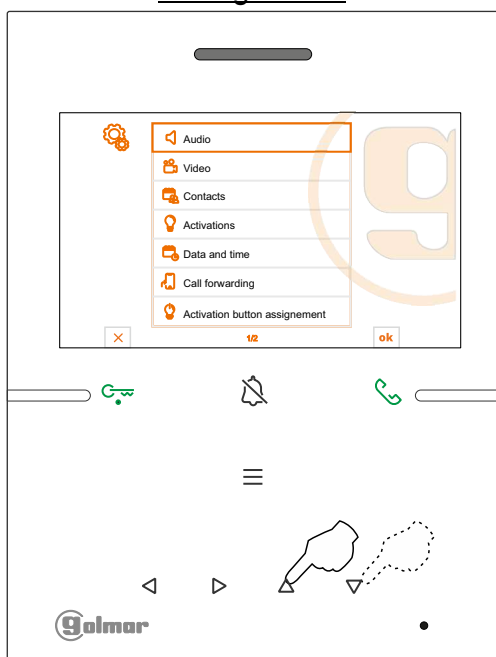 Audio
Video
Contacts
Activations
Data and time
Call forwarding
Activation button assignement
1/2
ok
golmar